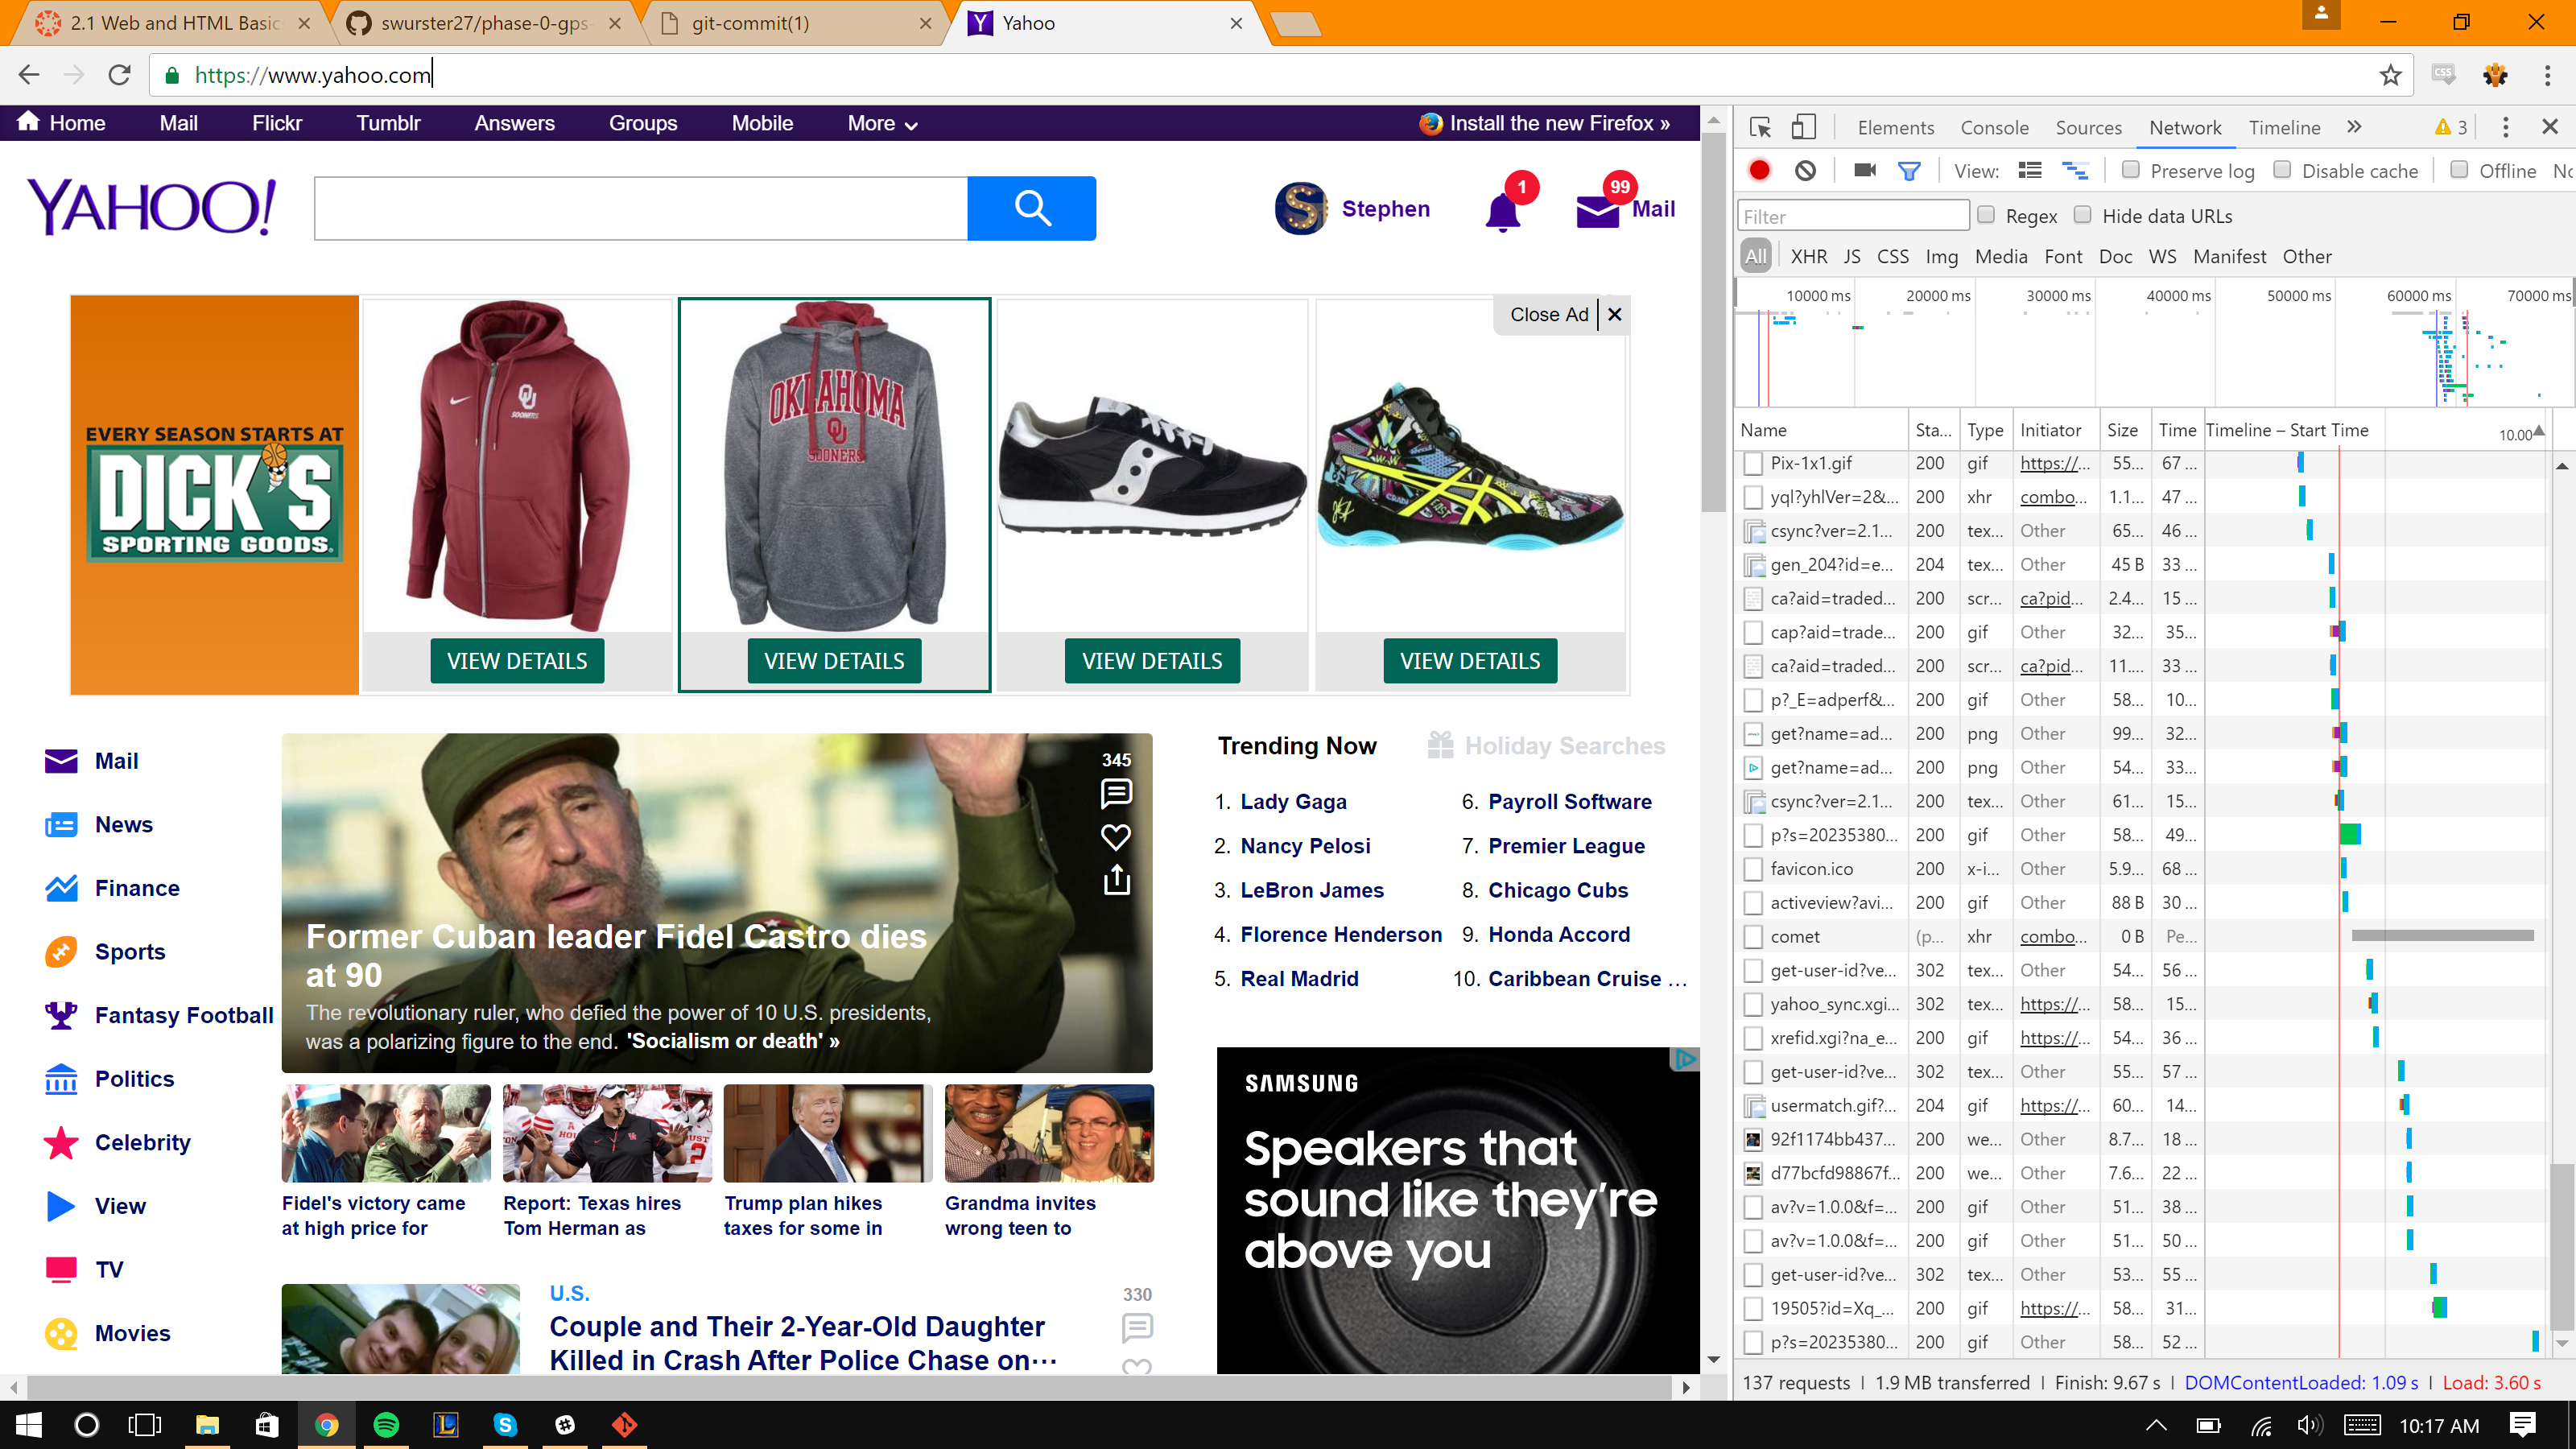 2.1 Web and HTML Basic
swurster27/phase-0-gps-
git-commit(1)
Yahoo
https://www.yahoo.com
Home Mail Flickr Tumblr Answers Groups Mobile More Install the new Firefox »
YAHOO!
Stephen 1 99 Mail
Close Ad
EVERY SEASON STARTS AT
DICK'S
SPORTING GOODS
OU
SOONERS
OKLAHOMA
OU
SOONERS
VIEW DETAILS VIEW DETAILS VIEW DETAILS VIEW DETAILS
Mail
News
Finance
Sports
Fantasy Football
Politics
Celebrity
View
TV
Movies
345
Former Cuban leader Fidel Castro dies
at 90
The revolutionary ruler, who defied the power of 10 U.S. presidents,
was a polarizing figure to the end. 'Socialism or death' »
Fidel's victory came
at high price for
Report: Texas hires
Tom Herman as
Trump plan hikes
taxes for some in
Grandma invites
wrong teen to
U.S.
Couple and Their 2-Year-Old Daughter
Killed in Crash After Police Chase on···
330
Trending Now Holiday Searches
1. Lady Gaga
2. Nancy Pelosi
3. LeBron James
4. Florence Henderson
5. Real Madrid
6. Payroll Software
7. Premier League
8. Chicago Cubs
9. Honda Accord
10. Caribbean Cruise ...
SAMSUNG
Speakers that
sound like they're
above you
Elements Console Sources Network Timeline 3
View: Preserve log Disable cache Offline No
Filter Regex Hide data URLs
All XHR JS CSS Img Media Font Doc WS Manifest Other
10000 ms 20000 ms 30000 ms 40000 ms 50000 ms 60000 ms 70000 ms
Name Sta... Type Initiator Size Time Timeline – Start Time 10.00
Pix-1x1.gif 200 gif https://... 55... 67 ...
yql?yhlVer=2&... 200 xhr combo... 1.1... 47 ...
csync?ver=2.1... 200 tex... Other 65... 46 ...
gen_204?id=e... 204 tex... Other 45 B 33 ...
ca?aid=traded... 200 scr... ca?pid... 2.4... 15 ...
cap?aid=trade... 200 gif Other 32... 35...
ca?aid=traded... 200 scr... ca?pid... 11.... 33 ...
p?_E=adperf&... 200 gif Other 58... 10...
get?name=ad... 200 png Other 99... 32...
get?name=ad... 200 png Other 54... 33...
csync?ver=2.1... 200 tex... Other 61... 15...
p?s=20235380... 200 gif Other 58... 49...
favicon.ico 200 x-i... Other 5.9... 68 ...
activeview?avi... 200 gif Other 88 B 30 ...
comet (p... xhr combo... 0 B Pe...
get-user-id?ve... 302 tex... Other 54... 56 ...
yahoo_sync.xgi... 302 tex... https://... 58... 15...
xrefid.xgi?na_e... 200 gif https://... 54... 36 ...
get-user-id?ve... 302 tex... Other 55... 57 ...
usermatch.gif?... 204 gif https://... 60... 14...
92f1174bb437... 200 we... Other 8.7... 18 ...
d77bcfd98867f... 200 we... Other 7.6... 22 ...
av?v=1.0.0&f=... 200 gif Other 51... 38 ...
av?v=1.0.0&f=... 200 gif Other 51... 50 ...
get-user-id?ve... 302 tex... Other 53... 55 ...
19505?id=Xq_... 200 gif https://... 58... 31...
p?s=20235380... 200 gif Other 58... 52 ...
137 requests | 1.9 MB transferred | Finish: 9.67 s | DOMContentLoaded: 1.09 s | Load: 3.60 s
10:17 AM